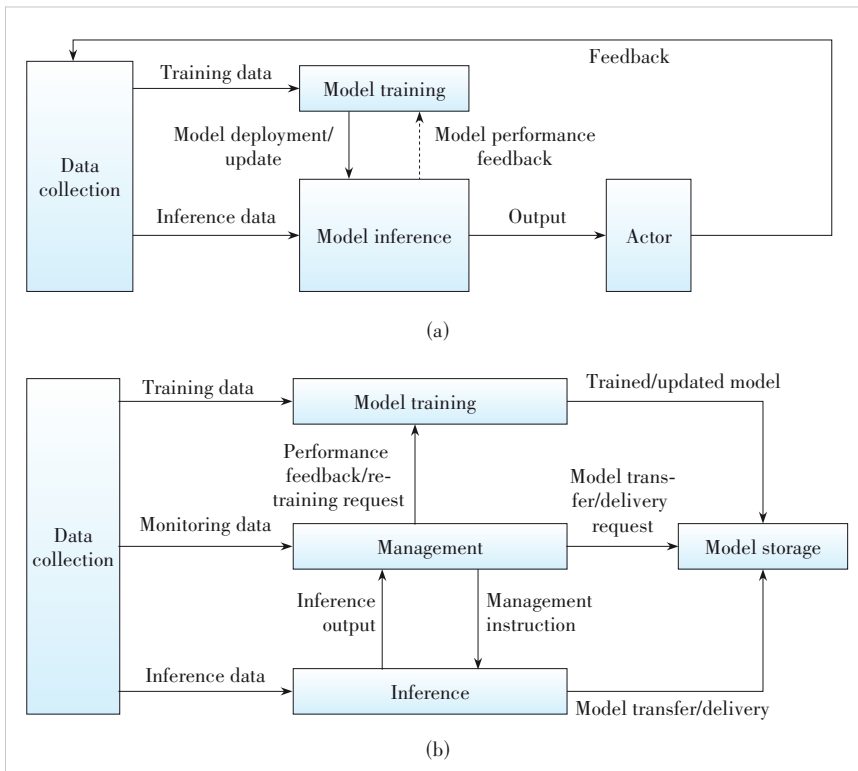 Feedback
Training data
Model training
Model deployment/
update
Model performance
feedback
Data
collection
Inference data
Model inference
Output
Actor
(a)
Training data
Model training
Trained/updated model
Performance
feedback/re-
training request
Model trans-
fer/delivery
request
Data
collection
Monitoring data
Management
Model storage
Inference
output
Management
instruction
Inference data
Inference
Model transfer/delivery
(b)